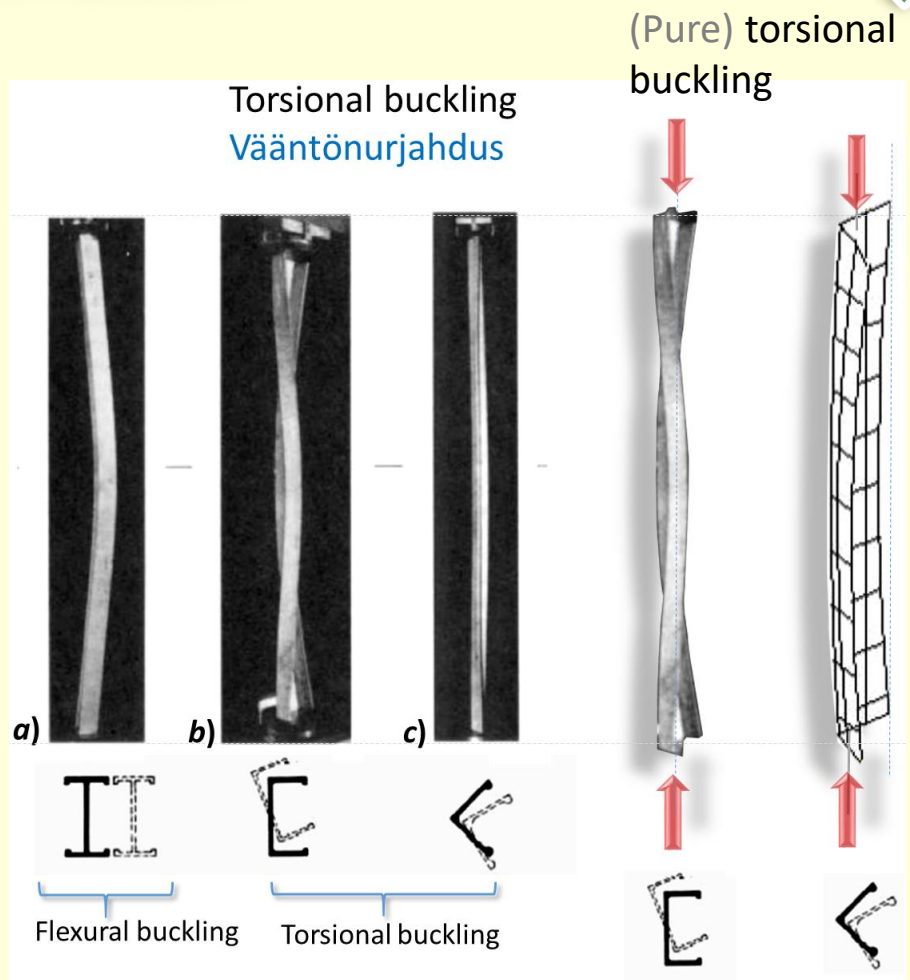 (Pure) torsional
buckling
Torsional buckling
Vääntönurjahdus
a)
b)
c)
Flexural buckling
Torsional buckling